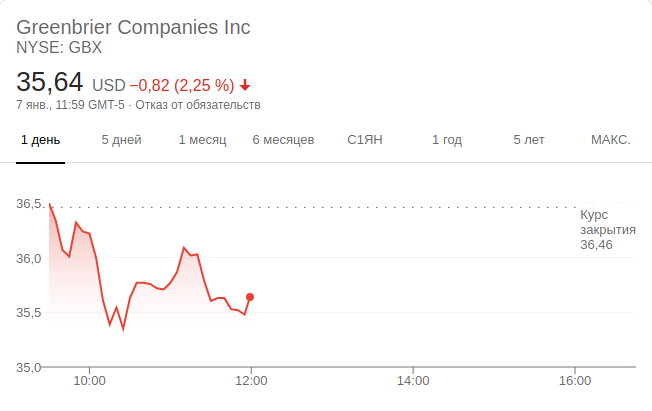 Greenbrier Companies Inc
NYSE: GBX
35,64 USD −0,82 (2,25 %)
7 янв., 11:59 GMT-5 · Отказ от обязательств
1 день 5 дней 1 месяц 6 месяцев С1ЯН 1 год 5 лет МАКС.
36,5
Курс
закрытия
36,46
36,0
35,5
35,0
10:00 12:00 14:00 16:00